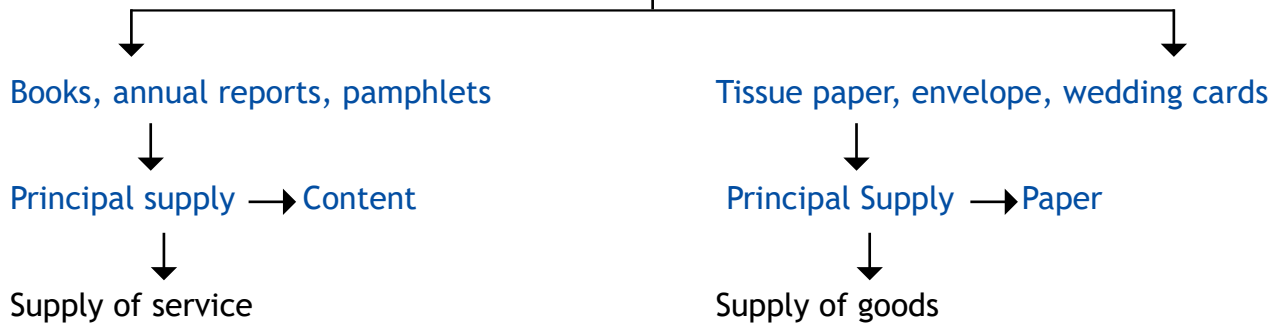 Books, annual reports, pamphlets
Tissue paper, envelope, wedding cards
Principal supply
Content
Principal Supply
Paper
Supply of service
Supply of goods